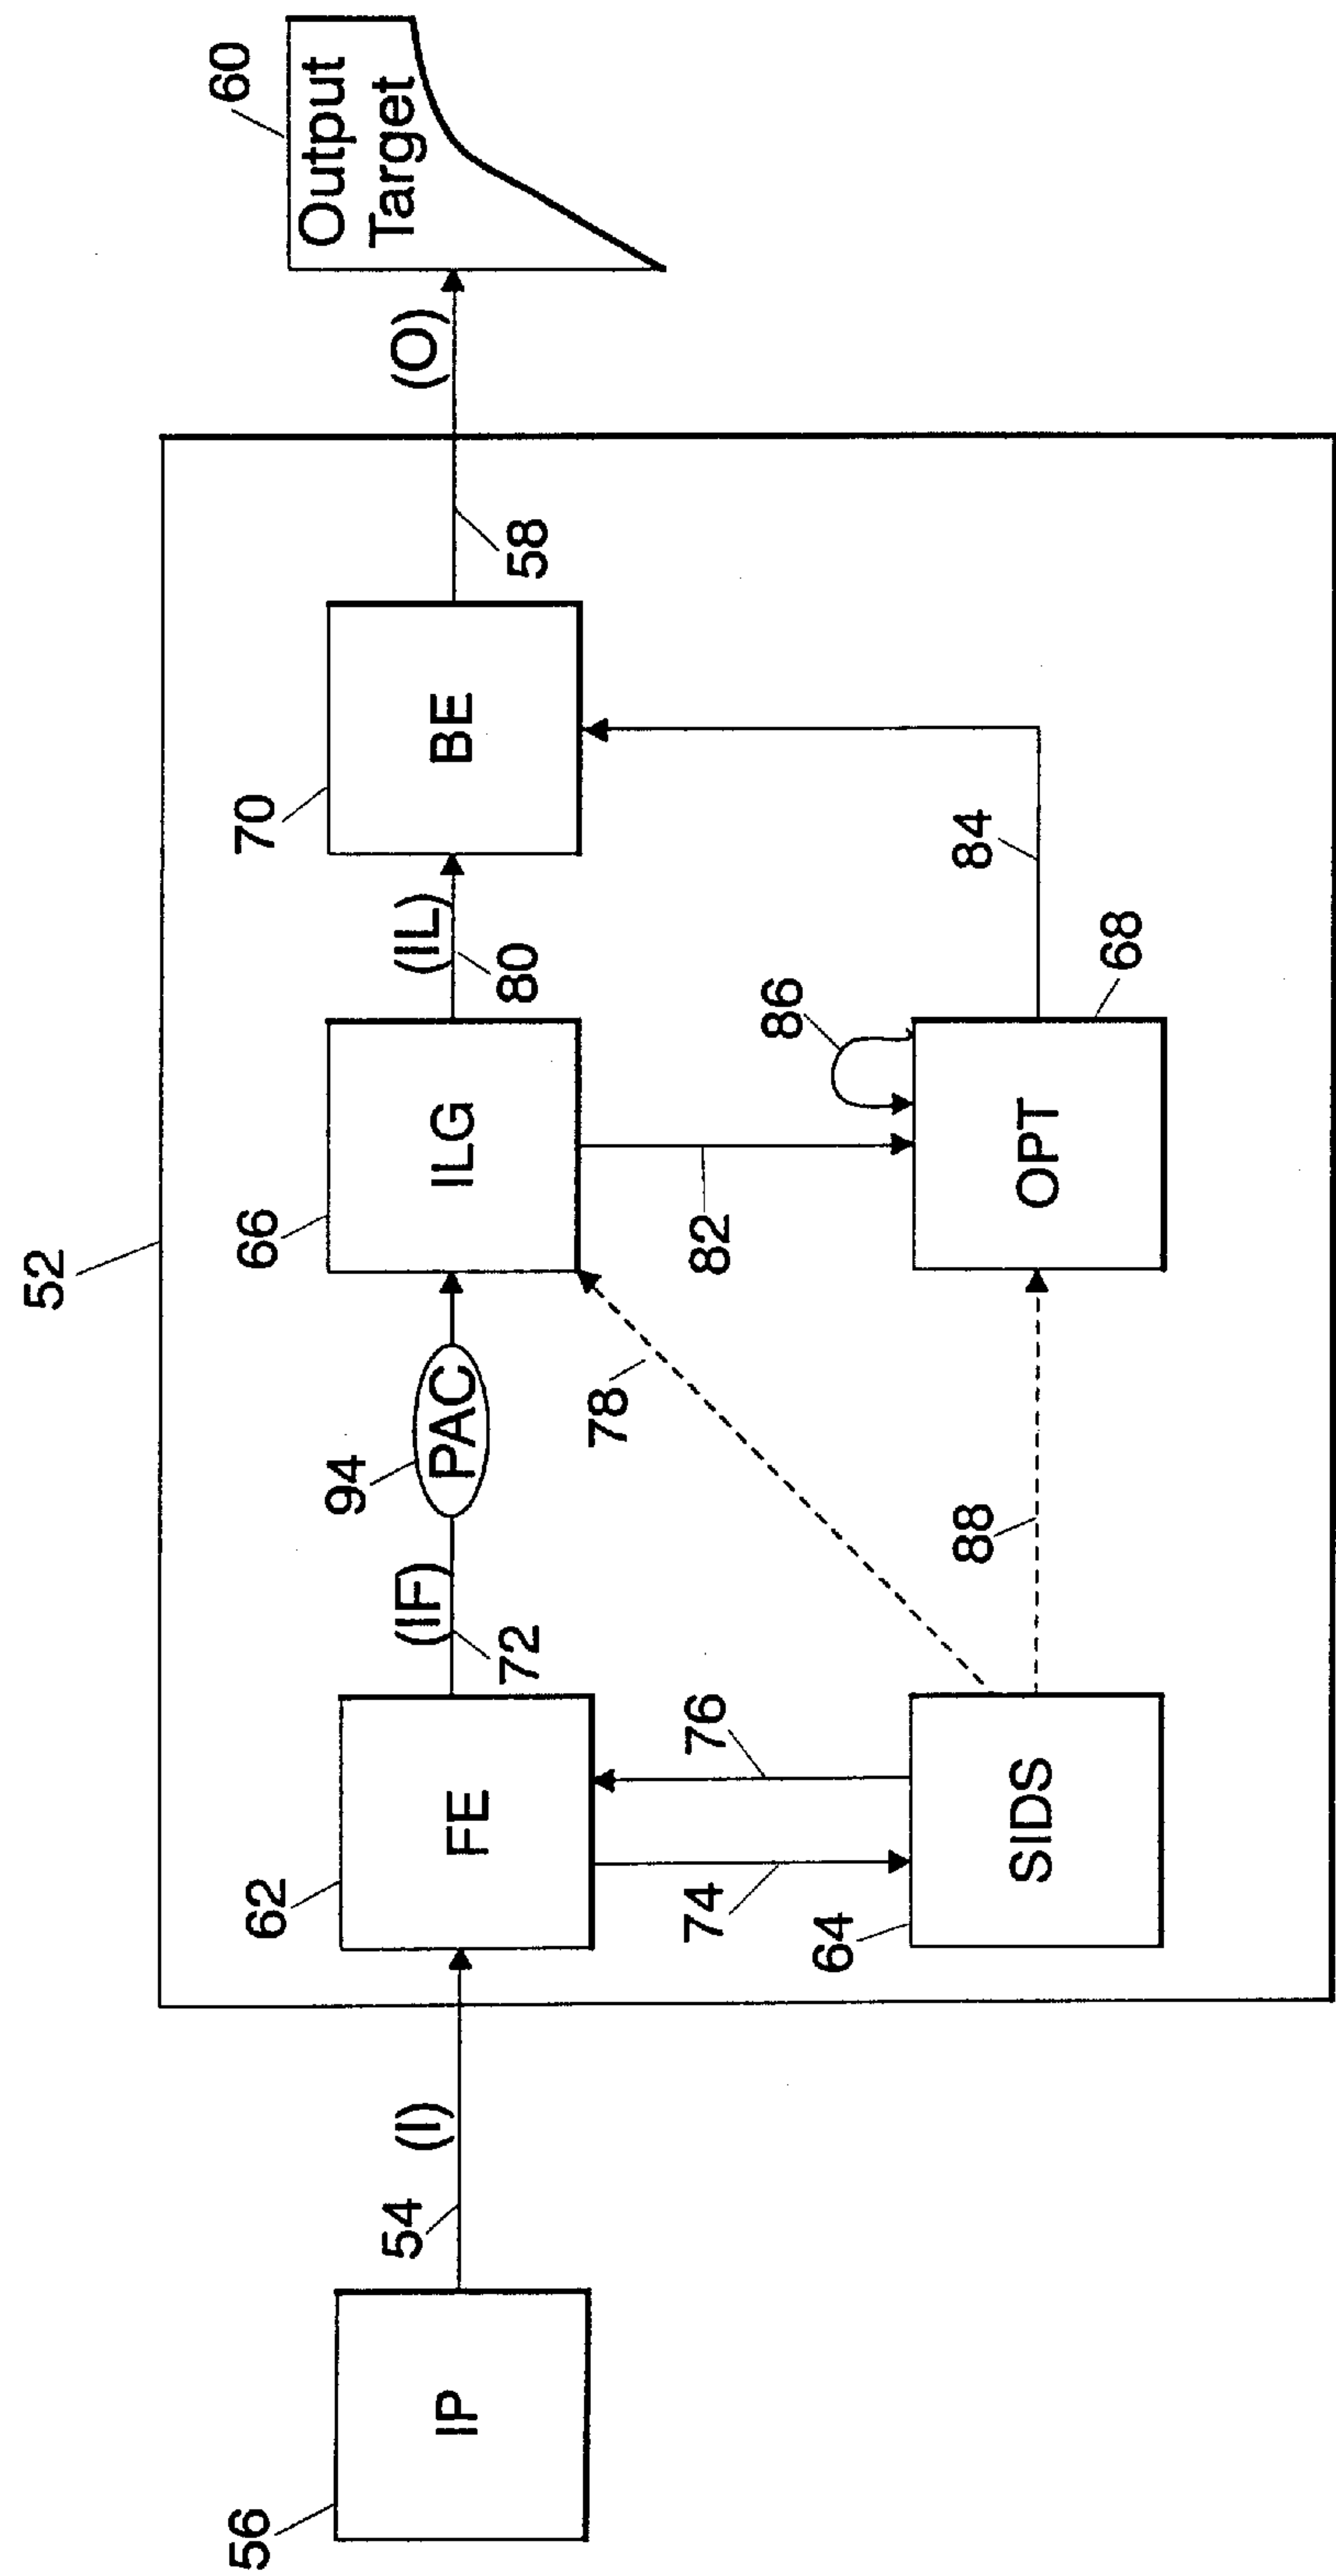 52
60
Output
Target
56
IP
54
(I)
62
FE
72
(IF)
94
PAC
66
ILG
80
(IL)
70
BE
58
(O)
74
76
78
82
86
84
64
SIDS
88
OPT
68